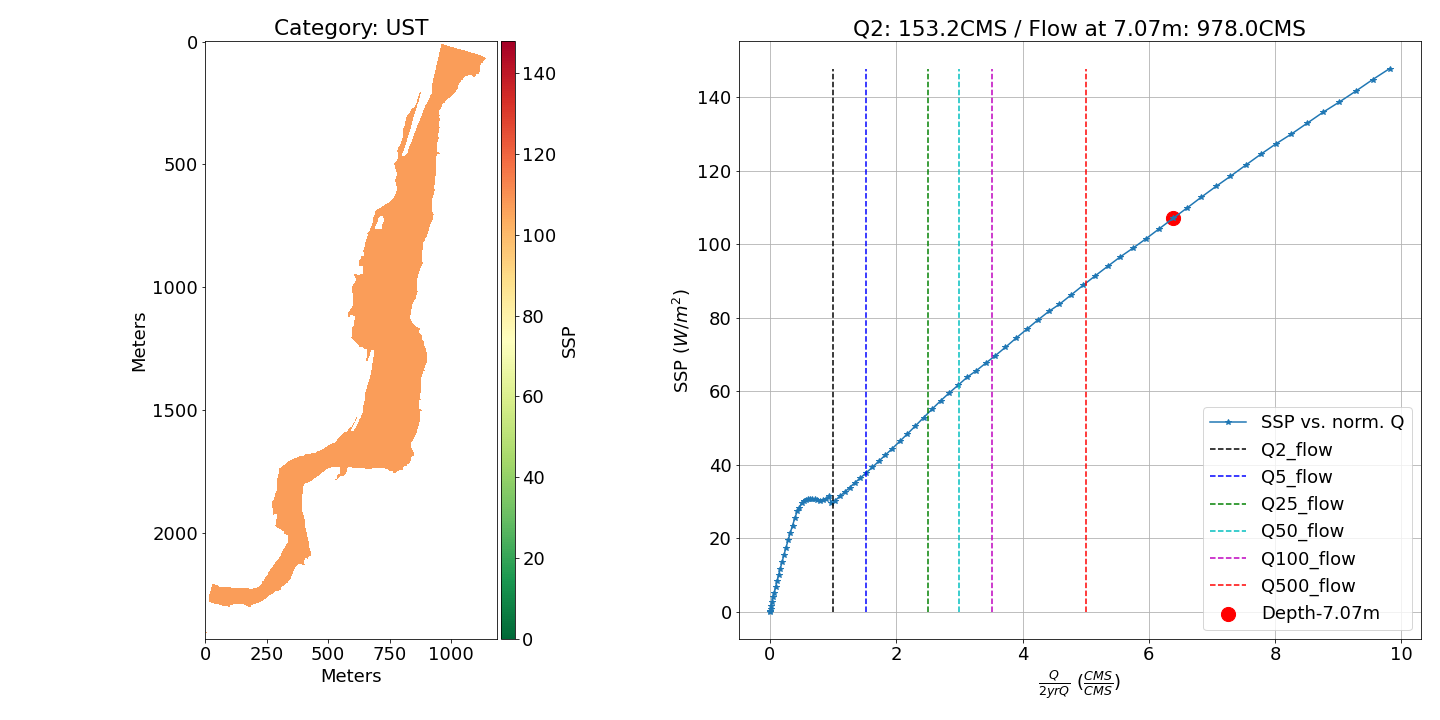 Category: UST
0
500
1000
1500
2000
Meters
0
250
500
750
1000
Meters
140
120
100
80
60
40
20
0
SSP
Q2: 153.2CMS / Flow at 7.07m: 978.0CMS
140
120
100
80
60
40
20
0
SSP (W/m²)
0
2
4
6
8
10
Q/2yrQ (CMS/CMS)
SSP vs. norm. Q
Q2_flow
Q5_flow
Q25_flow
Q50_flow
Q100_flow
Q500_flow
Depth-7.07m